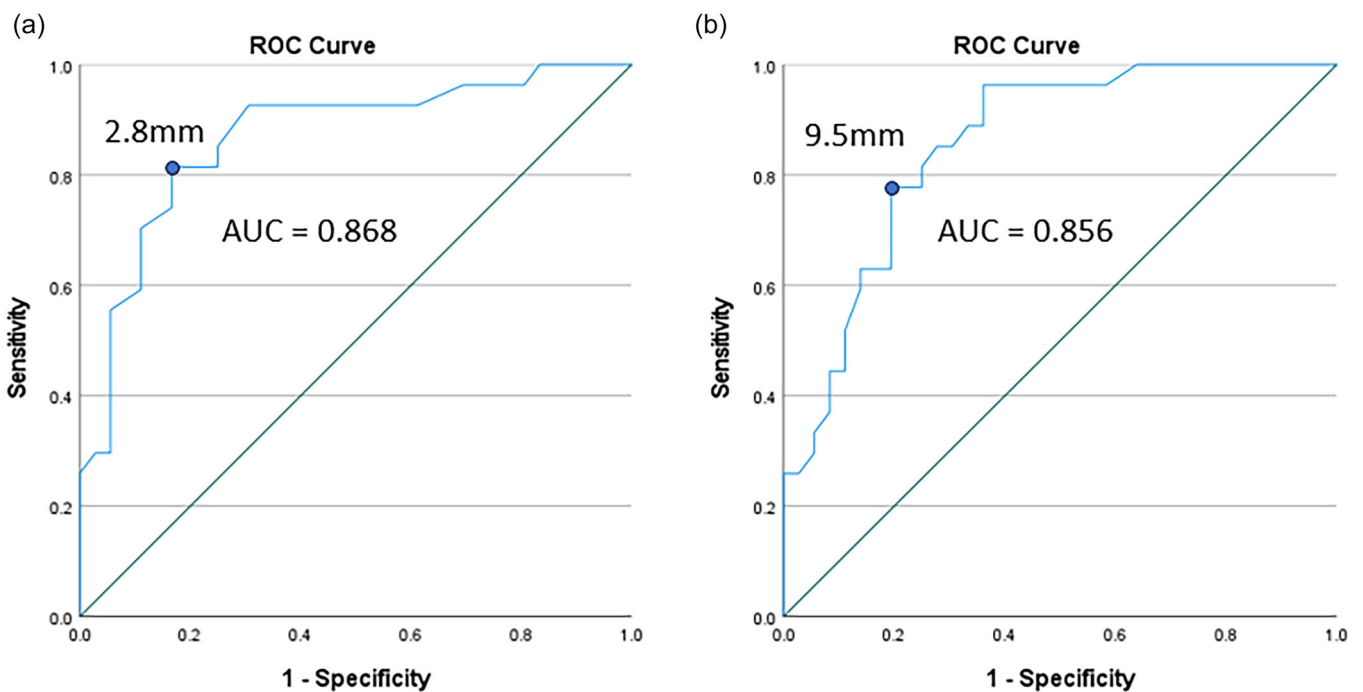 (a)
ROC Curve
1.0
0.8
0.6
0.4
0.2
0.0
Sensitivity
2.8mm
AUC = 0.868
0.0 0.2 0.4 0.6 0.8 1.0
1 - Specificity
(b)
ROC Curve
1.0
0.8
0.6
0.4
0.2
0.0
Sensitivity
9.5mm
AUC = 0.856
0.0 0.2 0.4 0.6 0.8 1.0
1 - Specificity